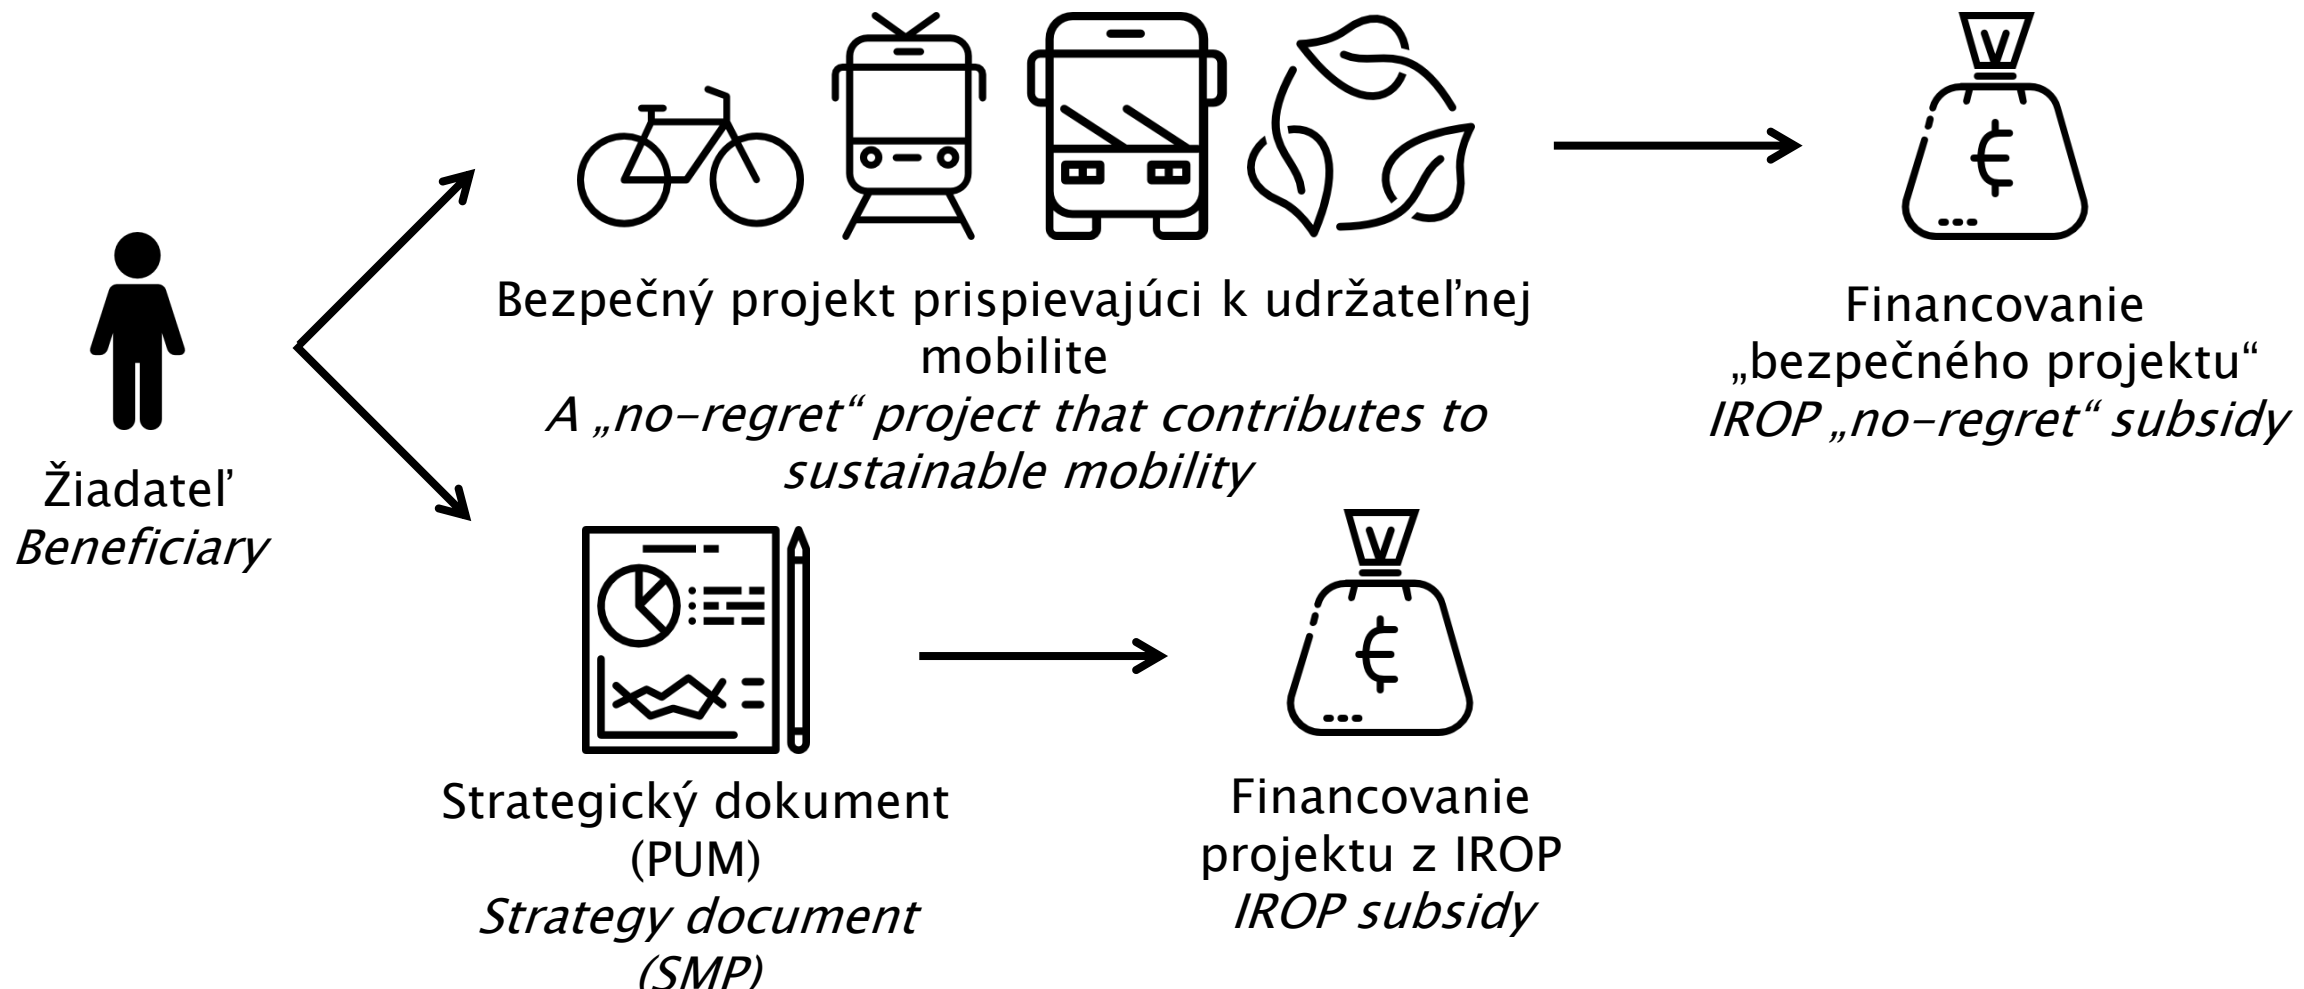 Žiadateľ
Beneficiary
Bezpečný projekt prispievajúci k udržateľnej
mobilite
A „no-regret“ project that contributes to
sustainable mobility
Financovanie
„bezpečného projektu“
IROP „no-regret“ subsidy
Strategický dokument
(PUM)
Strategy document
(SMP)
Financovanie
projektu z IROP
IROP subsidy